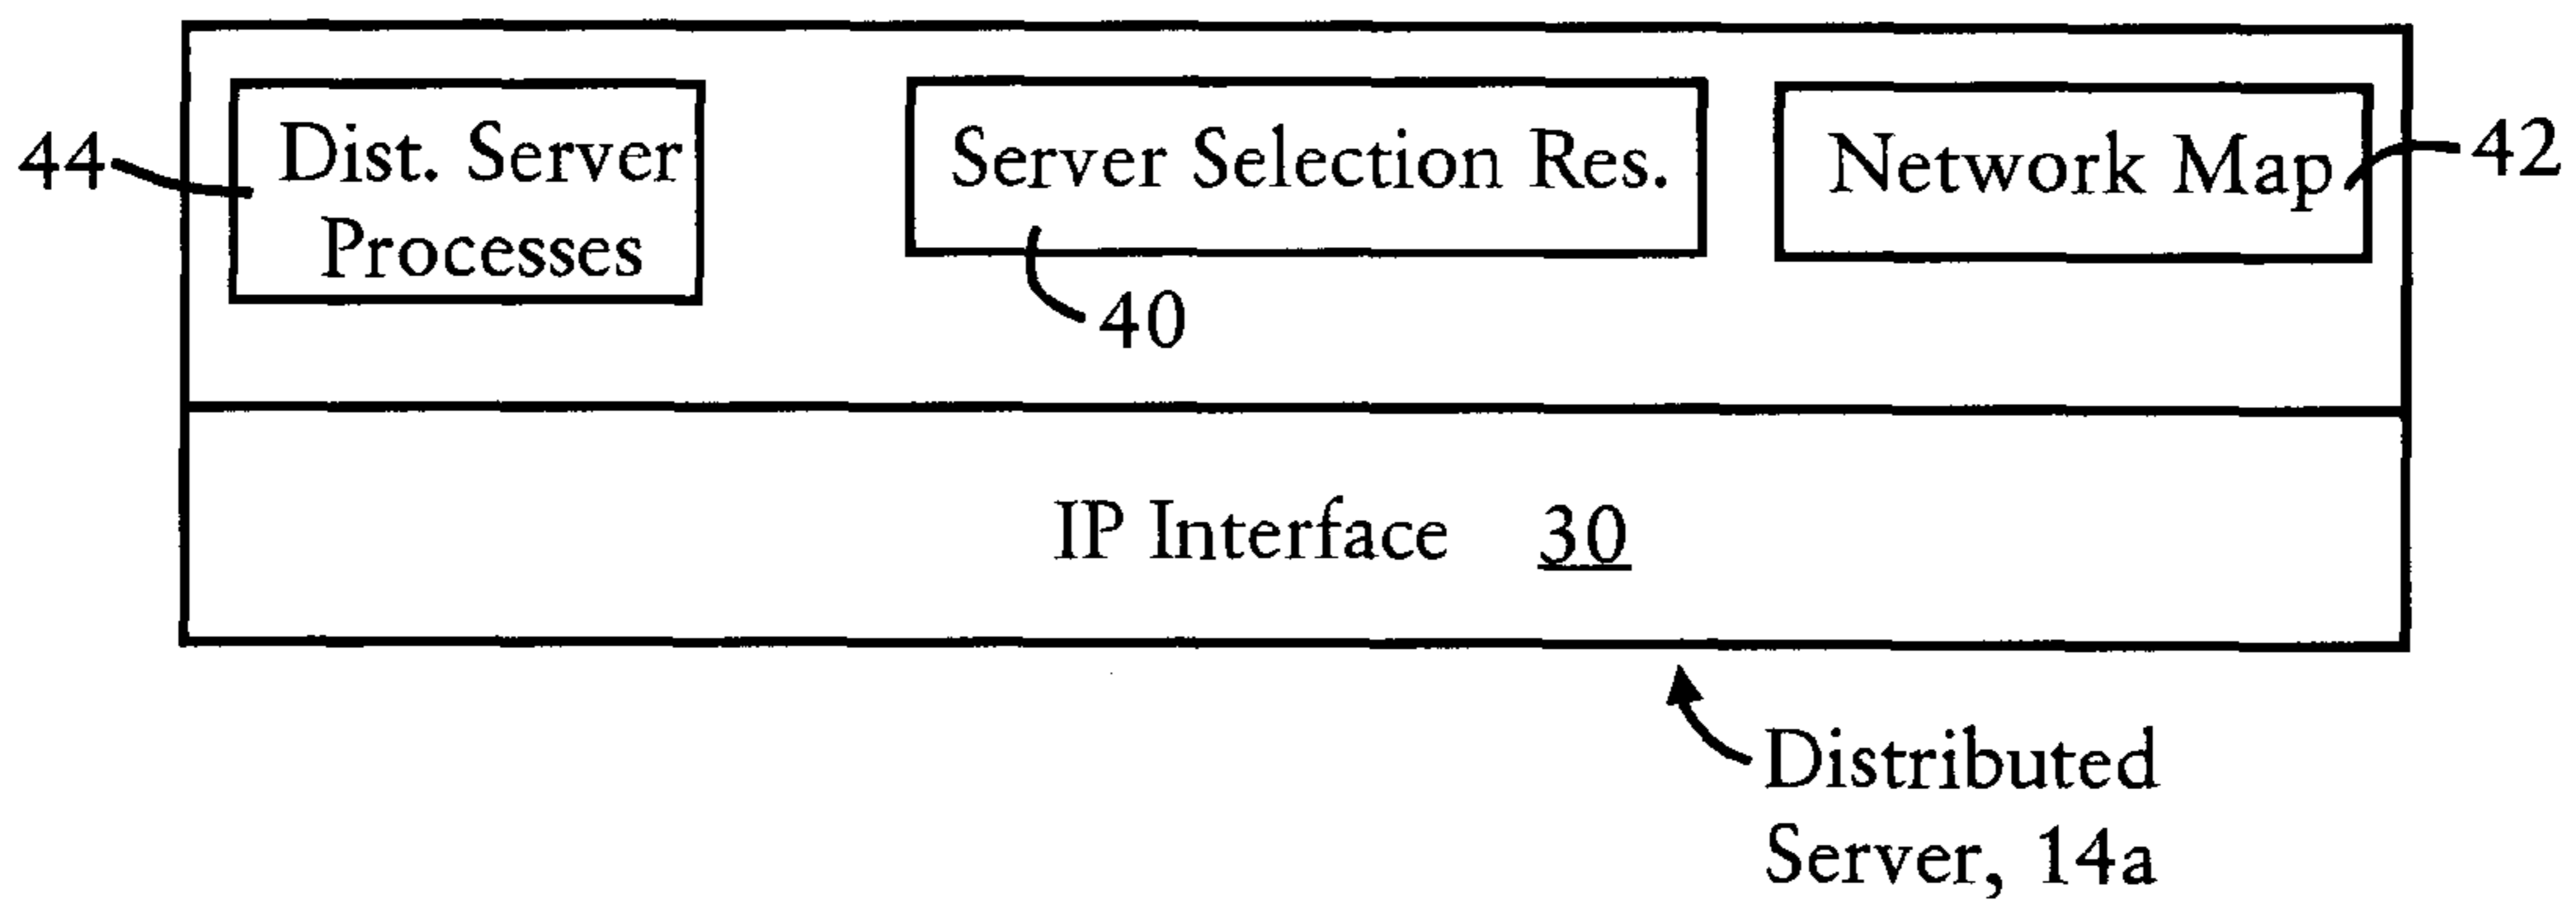 44
Dist. Server
Processes
Server Selection Res.
40
Network Map
42
IP Interface 30
Distributed
Server, 14a